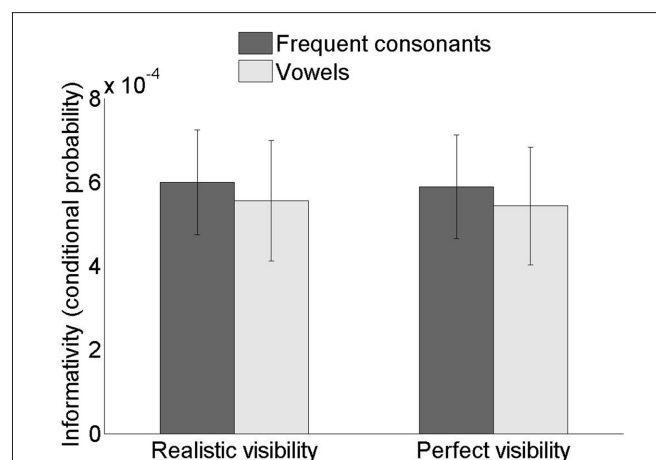 Frequent consonants
Vowels
x 10⁻⁴
8
6
4
2
0
Informativity (conditional probability)
Realistic visibility
Perfect visibility